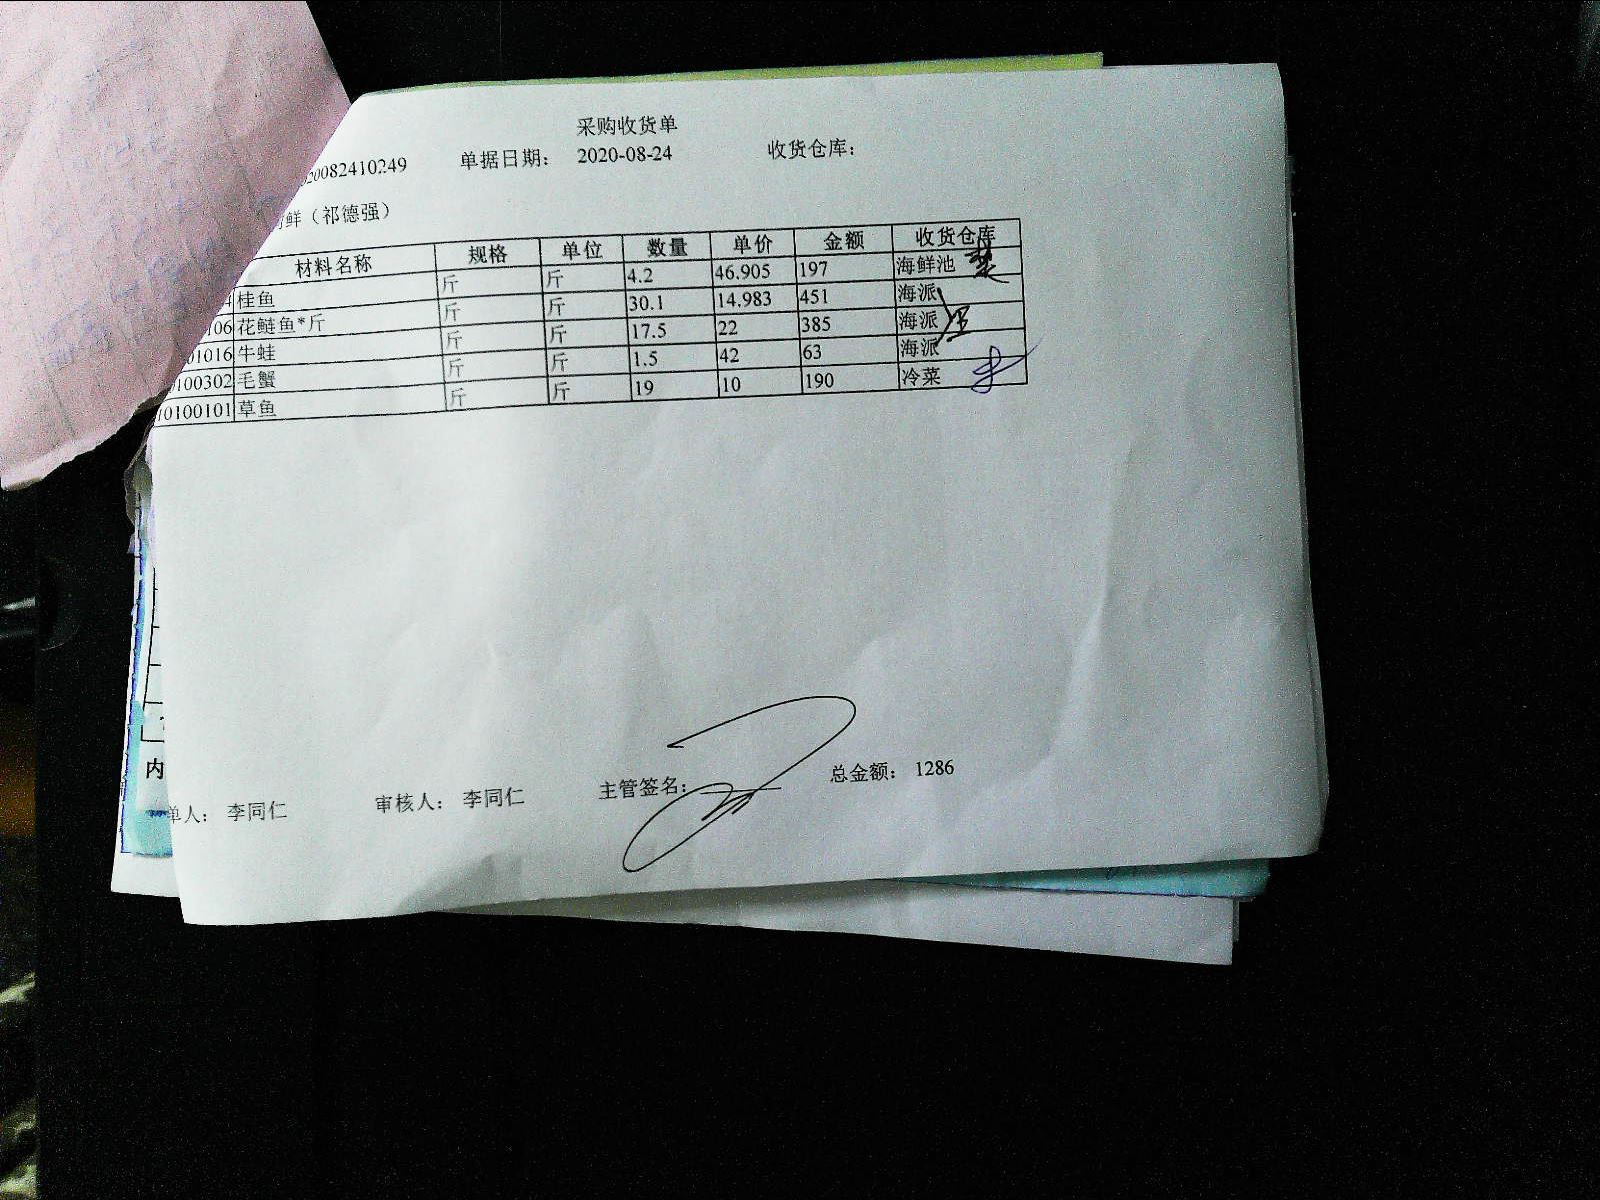 采购收货单
20082410249 单据日期： 2020-08-24 收货仓库：
鲜（祁德强）
材料名称 规格 单位 数量 单价 金额 收货仓库
桂鱼 斤 斤 4.2 46.905 197 海鲜池
106 花鲢鱼*斤 斤 斤 30.1 14.983 451 海派
01016 牛蛙 斤 斤 17.5 22 385 海派
100302 毛蟹 斤 斤 1.5 42 63 海派
10100101 草鱼 斤 斤 19 10 190 冷菜
内
单人： 李同仁 审核人： 李同仁 主管签名： 总金额： 1286